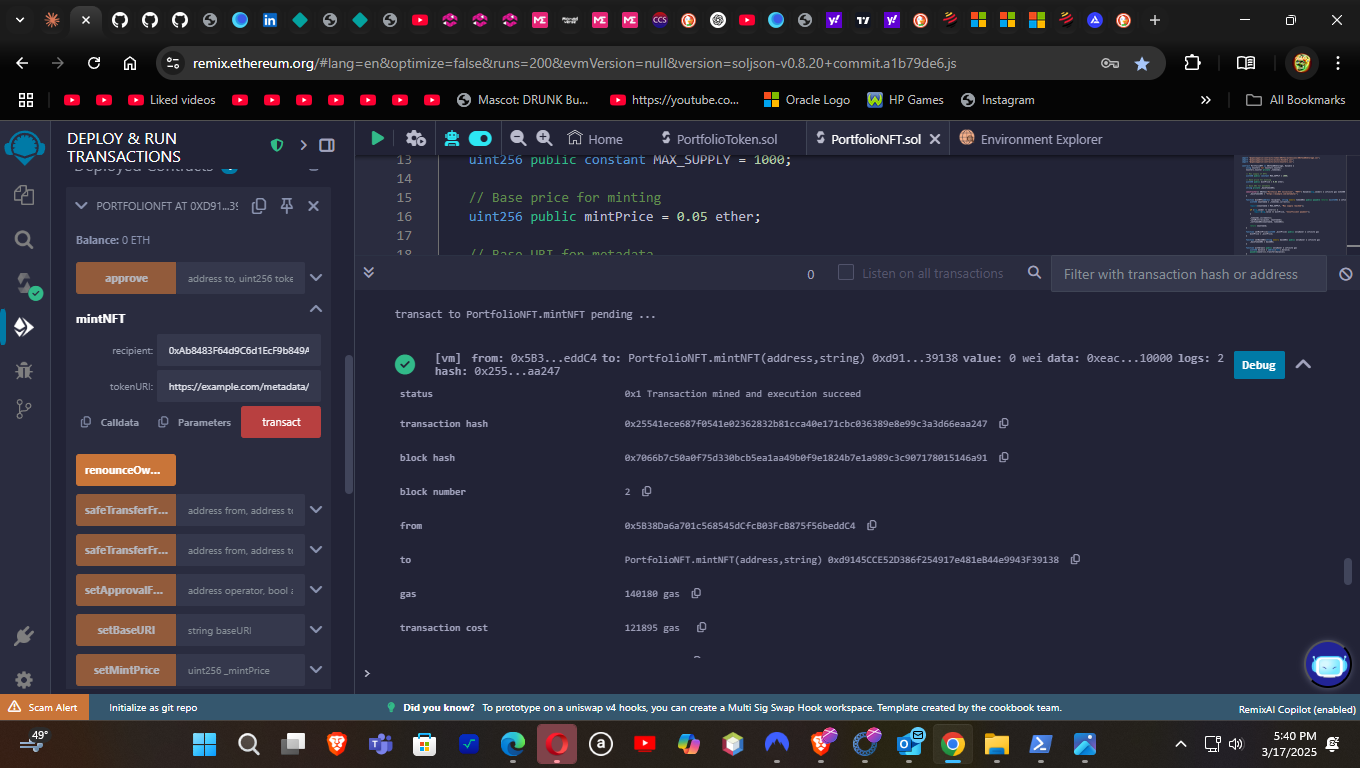 remix.ethereum.org/#lang=en&optimize=false&runs=200&evmVersion=null&version=soljson-v0.8.20+commit.a1b79de6.js
Liked videos
Mascot: DRUNK Bu...
https://youtube.co...
Oracle Logo
HP Games
Instagram
All Bookmarks
DEPLOY & RUN
TRANSACTIONS
Home
PortfolioToken.sol
PortfolioNFT.sol
Environment Explorer
Deployed Contracts
PORTFOLIONFT AT 0XD91...39
Balance: 0 ETH
approve
address to, uint256 toke
mintNFT
recipient:
0xAb8483F64d9C6d1EcF9b849A
tokenURI:
https://example.com/metadata/
Calldata
Parameters
transact
renounceOw...
safeTransferFr...
address from, address to
safeTransferFr...
address from, address to
setApprovalF...
address operator, bool a
setBaseURI
string baseURI
setMintPrice
uint256 _mintPrice
13 uint256 public constant MAX_SUPPLY = 1000;
14
15 // Base price for minting
16 uint256 public mintPrice = 0.05 ether;
17
18 // Base URI for metadata
0
Listen on all transactions
Filter with transaction hash or address
transact to PortfolioNFT.mintNFT pending ...
[vm] from: 0x5B3...eddC4 to: PortfolioNFT.mintNFT(address,string) 0xd91...39138 value: 0 wei data: 0xeac...10000 logs: 2
hash: 0x255...aa247
Debug
status 0x1 Transaction mined and execution succeed
transaction hash 0x25541ece687f0541e02362832b81cca40e171cbc036389e8e99c3a3d66eaa247
block hash 0x7066b7c50a0f75d330bcb5ea1aa49b0f9e1824b7e1a989c3c907178015146a91
block number 2
from 0x5B38Da6a701c568545dCfcB03FcB875f56beddC4
to PortfolioNFT.mintNFT(address,string) 0xd9145CCE52D386f254917e481eB44e9943F39138
gas 140180 gas
transaction cost 121895 gas
>
Scam Alert
Initialize as git repo
Did you know? To prototype on a uniswap v4 hooks, you can create a Multi Sig Swap Hook workspace. Template created by the cookbook team.
RemixAI Copilot (enabled)
49°
5:40 PM
3/17/2025